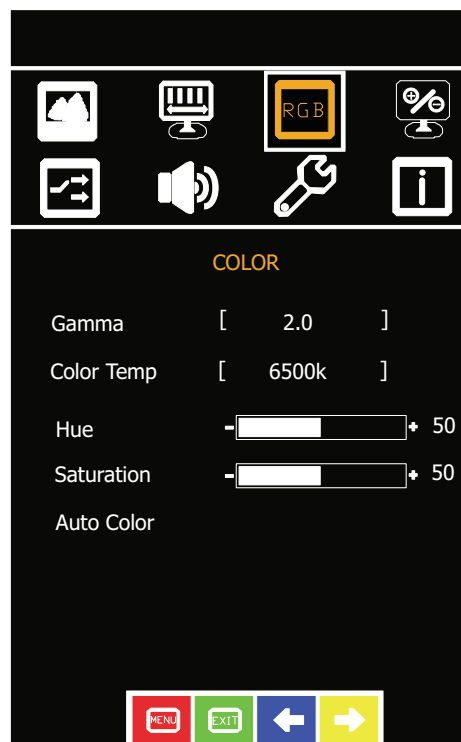 RGB
i
COLOR
Gamma [ 2.0 ]
Color Temp [ 6500k ]
Hue - + 50
Saturation - + 50
Auto Color
MENU EXIT